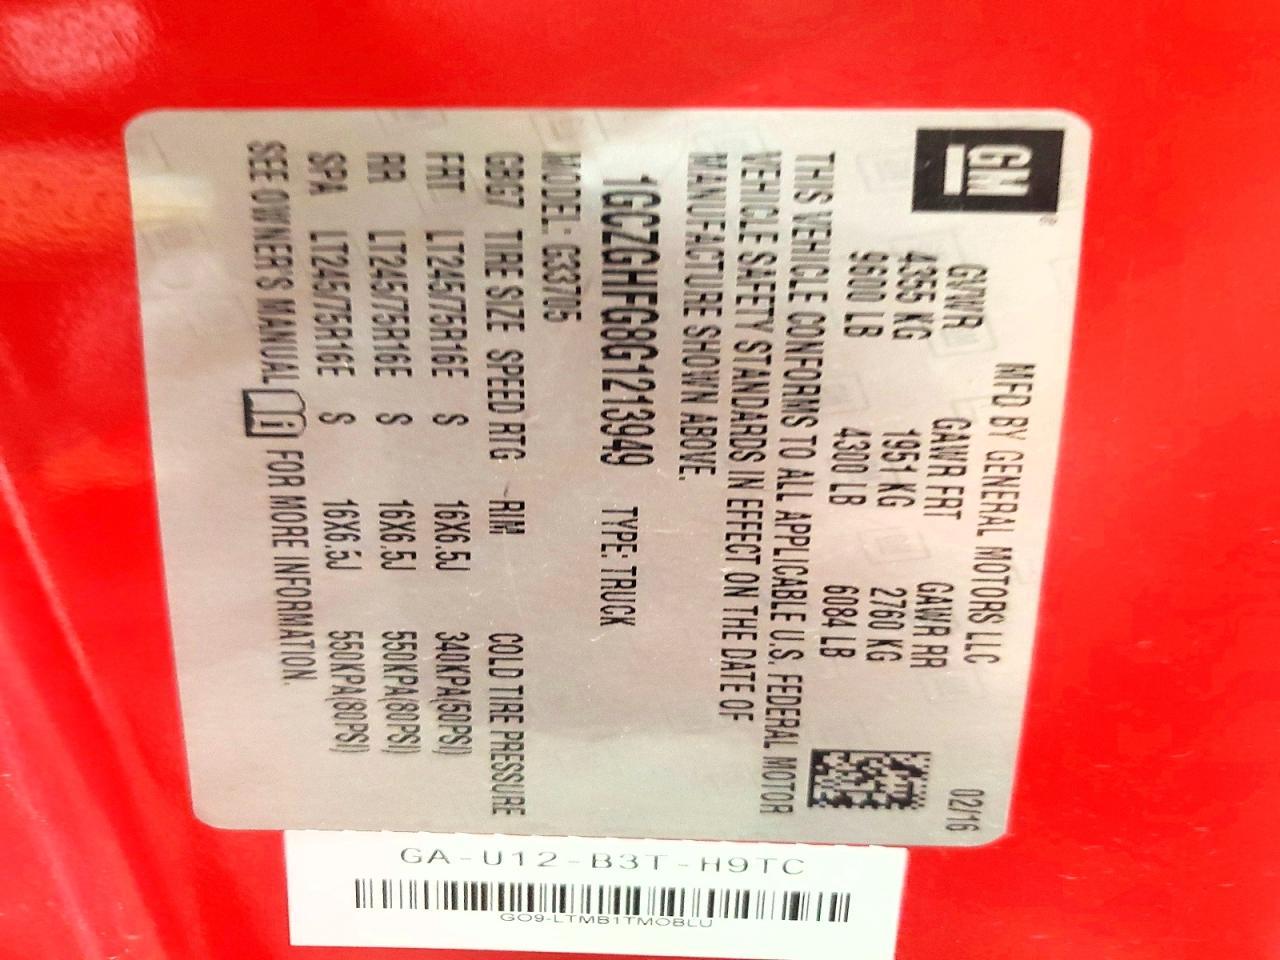 GM
MFD BY GENERAL MOTORS LLC 02/16
GVWR GAWR FRT GAWR RR
4355 KG 1951 KG 2760 KG
9600 LB 4300 LB 6084 LB
THIS VEHICLE CONFORMS TO ALL APPLICABLE U.S. FEDERAL MOTOR
VEHICLE SAFETY STANDARDS IN EFFECT ON THE DATE OF
MANUFACTURE SHOWN ABOVE.
1GCZGHFG8G1213949 TYPE: TRUCK
MODEL: G33705
GBG7 TIRE SIZE SPEED RTG RIM COLD TIRE PRESSURE
FRT LT245/75R16E S 16X6.5J 340KPA(50PSI)
RR LT245/75R16E S 16X6.5J 550KPA(80PSI)
SPA LT245/75R16E S 16X6.5J 550KPA(80PSI)
SEE OWNER'S MANUAL FOR MORE INFORMATION.
GA-U12-B3T-H9TC
GO9-LTMB1TMOBLU